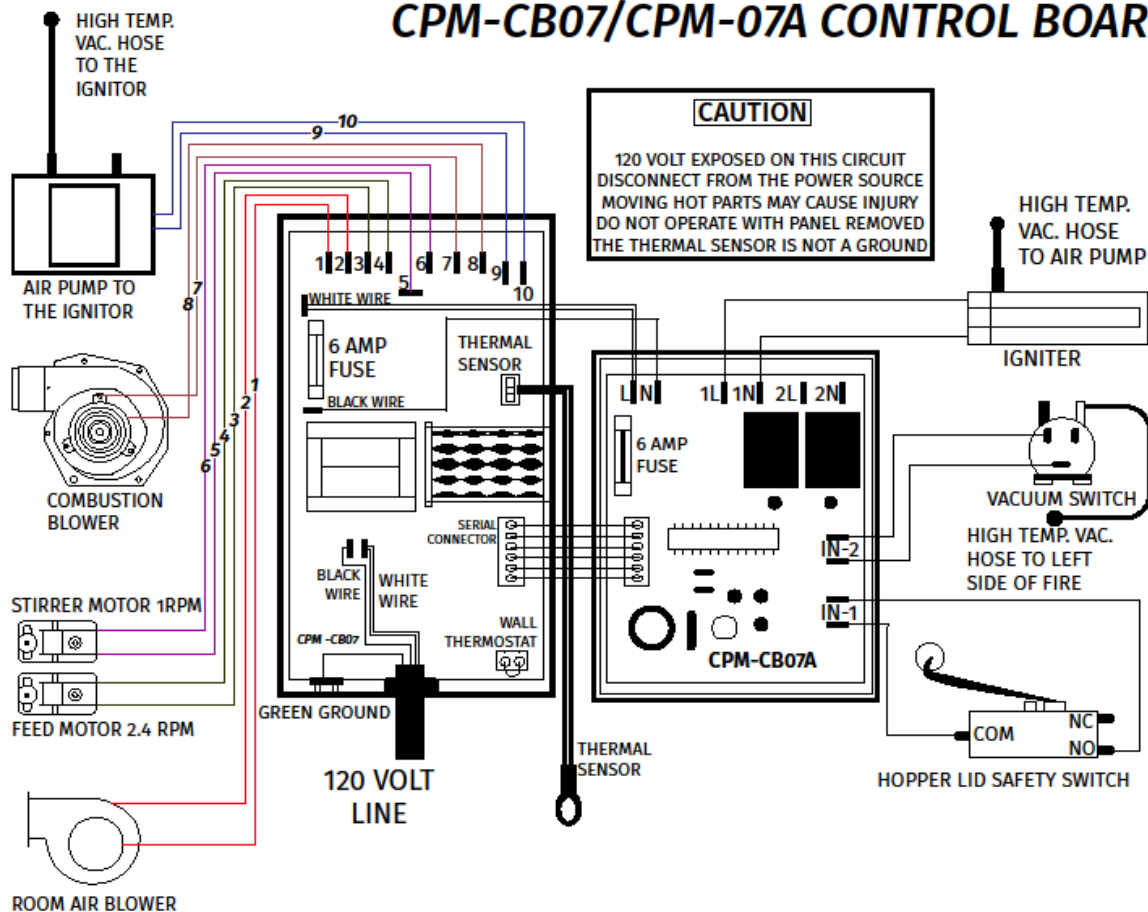 CPM-CB07/CPM-07A CONTROL BOAR
HIGH TEMP.
VAC. HOSE
TO THE
IGNITOR
10
9
CAUTION
120 VOLT EXPOSED ON THIS CIRCUIT
DISCONNECT FROM THE POWER SOURCE
MOVING HOT PARTS MAY CAUSE INJURY
DO NOT OPERATE WITH PANEL REMOVED
THE THERMAL SENSOR IS NOT A GROUND
HIGH TEMP.
VAC. HOSE
TO AIR PUMP
AIR PUMP TO
THE IGNITOR
7
8
1 2 3 4 5 6 7 8 9 10
WHITE WIRE
6 AMP
FUSE
THERMAL
SENSOR
BLACK WIRE
IGNITER
L N 1L 1N 2L 2N
6 AMP
FUSE
1
2
3
4
5
6
COMBUSTION
BLOWER
VACUUM SWITCH
HIGH TEMP. VAC.
HOSE TO LEFT
SIDE OF FIRE
SERIAL
CONNECTOR
IN-2
IN-1
BLACK
WIRE
WHITE
WIRE
STIRRER MOTOR 1RPM
CPM -CB07
WALL
THERMOSTAT
CPM-CB07A
FEED MOTOR 2.4 RPM
GREEN GROUND
COM
NC
NO
HOPPER LID SAFETY SWITCH
120 VOLT
LINE
THERMAL
SENSOR
ROOM AIR BLOWER